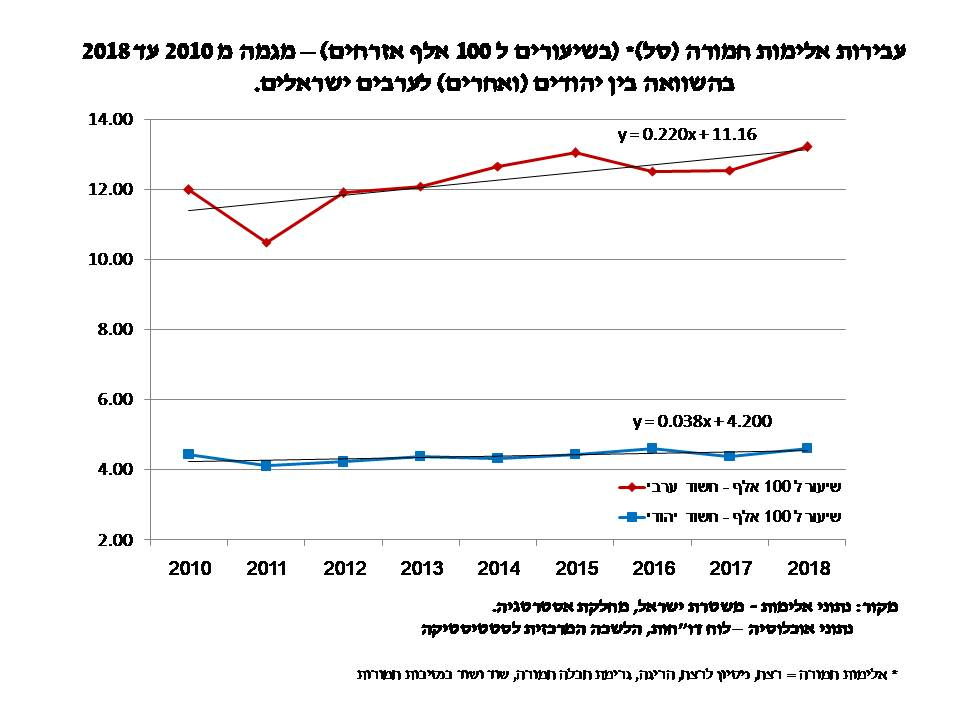 עבירות אלימות חמורה (סל)* (בשיעורים ל 100 אלף אזרחים) – מגמה מ 2010 עד 2018
בהשוואה בין יהודים (ואחרים) לערבים ישראלים.
14.00
y = 0.220x + 11.16
12.00
10.00
8.00
6.00
y = 0.038x + 4.200
4.00
שיעור ל 100 אלף - חשוד ערבי
שיעור ל 100 אלף - חשוד יהודי
2.00
2010 2011 2012 2013 2014 2015 2016 2017 2018
מקור: נתוני אלימות - משטרת ישראל, מחלקת אסטרטגיה.
נתוני אוכלוסיה – לוח דו"חות, הלשכה המרכזית לסטטיסטיקה
* אלימות חמורה = רצח, ניסיון לרצח, הריגה, גרימת חבלה חמורה, שוד ושוד בנסיבות חמורות